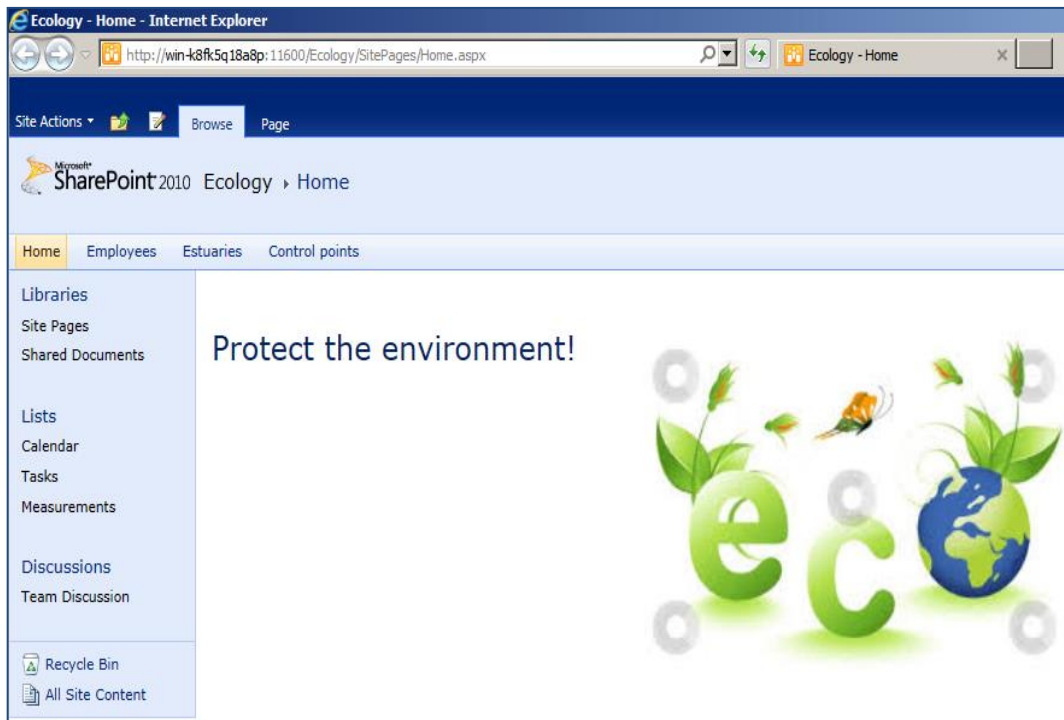 Ecology - Home - Internet Explorer
http://win-k8fk5q18a8p:11600/Ecology/SitePages/Home.aspx
Ecology - Home
Site Actions
Browse
Page
Microsoft
SharePoint 2010
Ecology
Home
Home
Employees
Estuaries
Control points
Libraries
Site Pages
Shared Documents
Lists
Calendar
Tasks
Measurements
Discussions
Team Discussion
Recycle Bin
All Site Content
Protect the environment!
eco